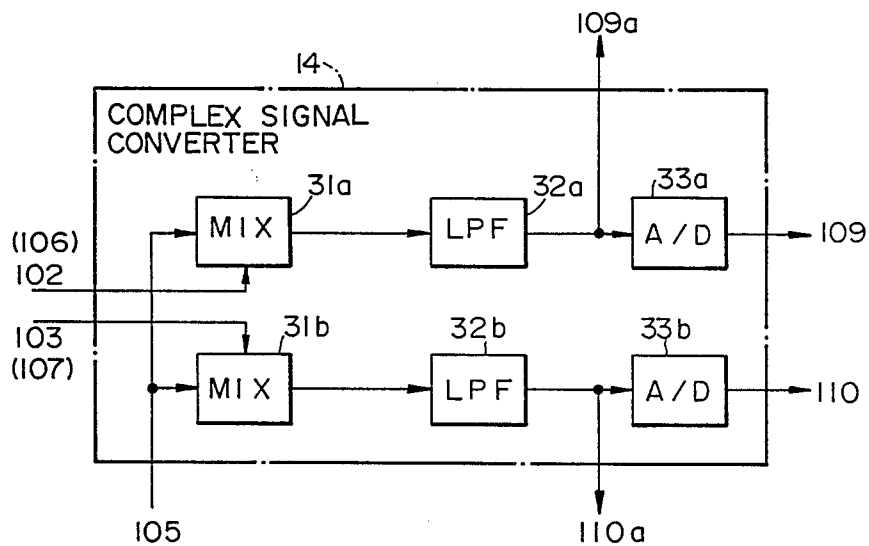 109a
14
COMPLEX SIGNAL
CONVERTER
31a
32a
33a
MIX
LPF
A/D
109
(106)
102
103
(107)
31b
32b
33b
MIX
LPF
A/D
110
105
110a